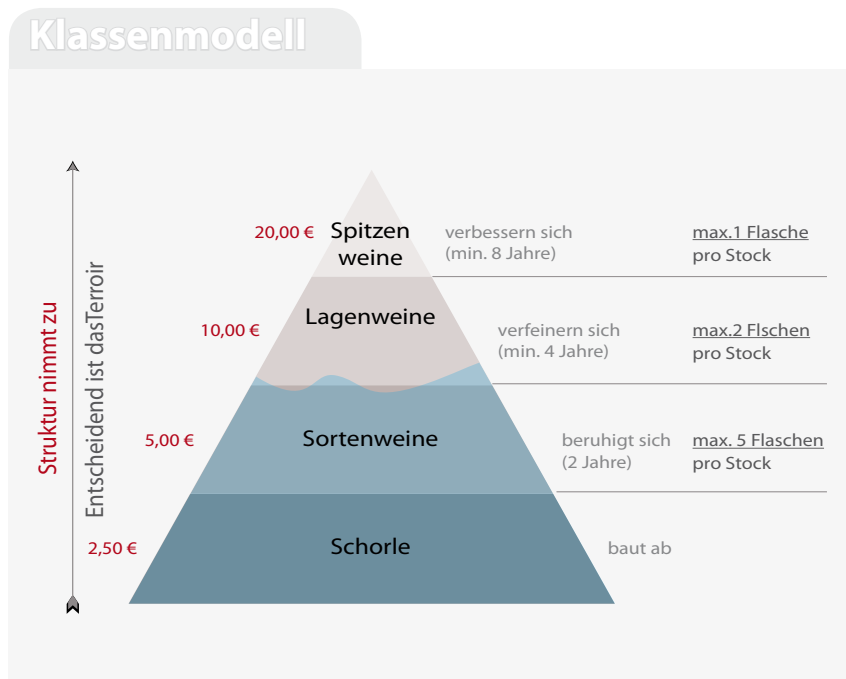 Klassenmodell
Struktur nimmt zu
Entscheidend ist dasTerroir
20,00 €
Spitzen
weine
verbessern sich
(min. 8 Jahre)
max.1 Flasche
pro Stock
10,00 €
Lagenweine
verfeinern sich
(min. 4 Jahre)
max.2 Flschen
pro Stock
5,00 €
Sortenweine
beruhigt sich
(2 Jahre)
max. 5 Flaschen
pro Stock
2,50 €
Schorle
baut ab